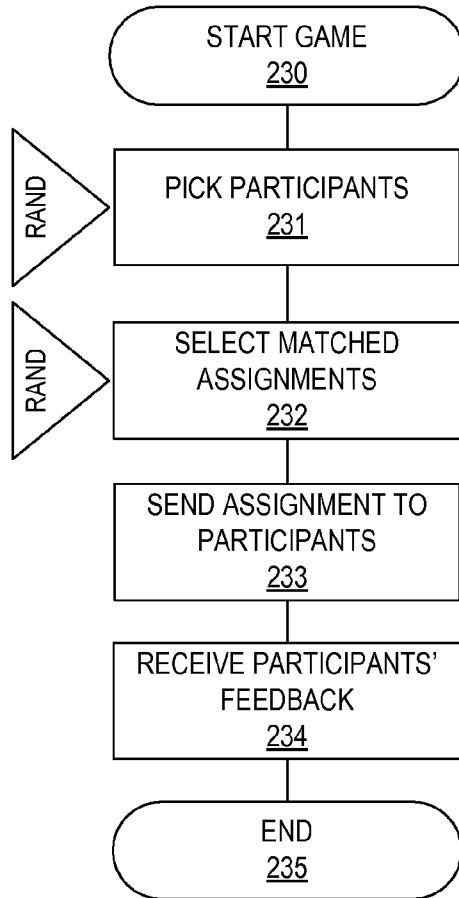 START GAME
230
RAND
PICK PARTICIPANTS
231
RAND
SELECT MATCHED
ASSIGNMENTS
232
SEND ASSIGNMENT TO
PARTICIPANTS
233
RECEIVE PARTICIPANTS’
FEEDBACK
234
END
235